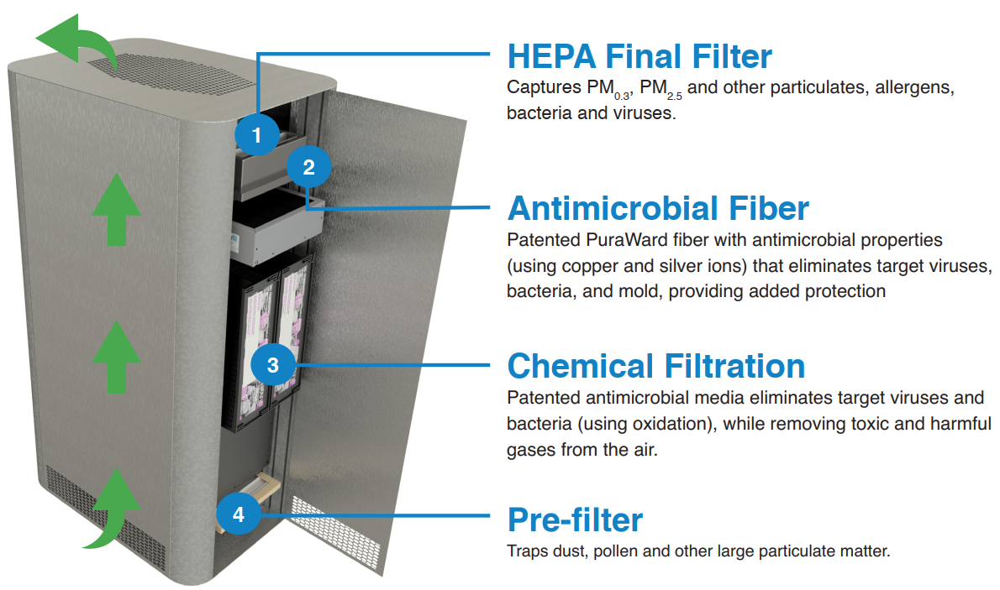 HEPA Final Filter
Captures PM0.3, PM2.5 and other particulates, allergens,
bacteria and viruses.
1
2
Antimicrobial Fiber
Patented PuraWard fiber with antimicrobial properties
(using copper and silver ions) that eliminates target viruses,
bacteria, and mold, providing added protection
3
Chemical Filtration
Patented antimicrobial media eliminates target viruses and
bacteria (using oxidation), while removing toxic and harmful
gases from the air.
4
Pre-filter
Traps dust, pollen and other large particulate matter.